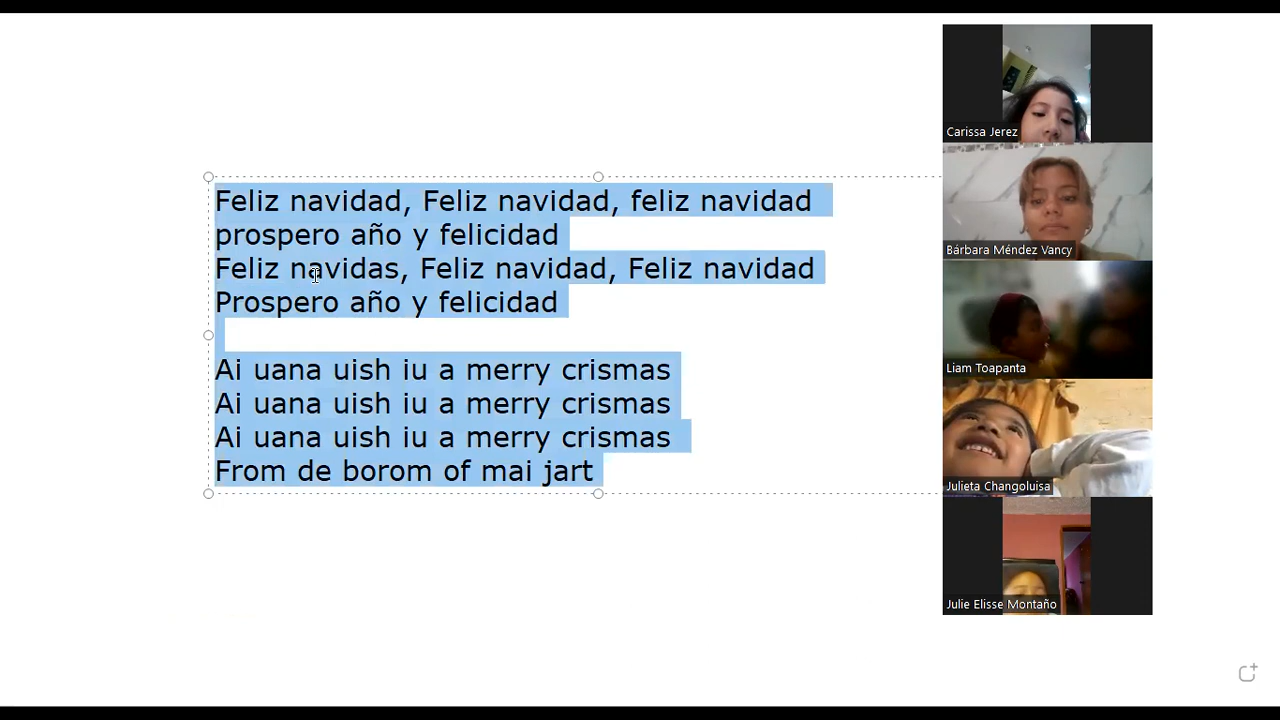 Feliz navidad, Feliz navidad, feliz navidad
prospero año y felicidad
Feliz navidas, Feliz navidad, Feliz navidad
Prospero año y felicidad
Ai uana uish iu a merry crismas
Ai uana uish iu a merry crismas
Ai uana uish iu a merry crismas
From de borom of mai jart
Carissa Jerez
Bárbara Méndez Vancy
Liam Toapanta
Julieta Changoluisa
Julie Elisse Montaño